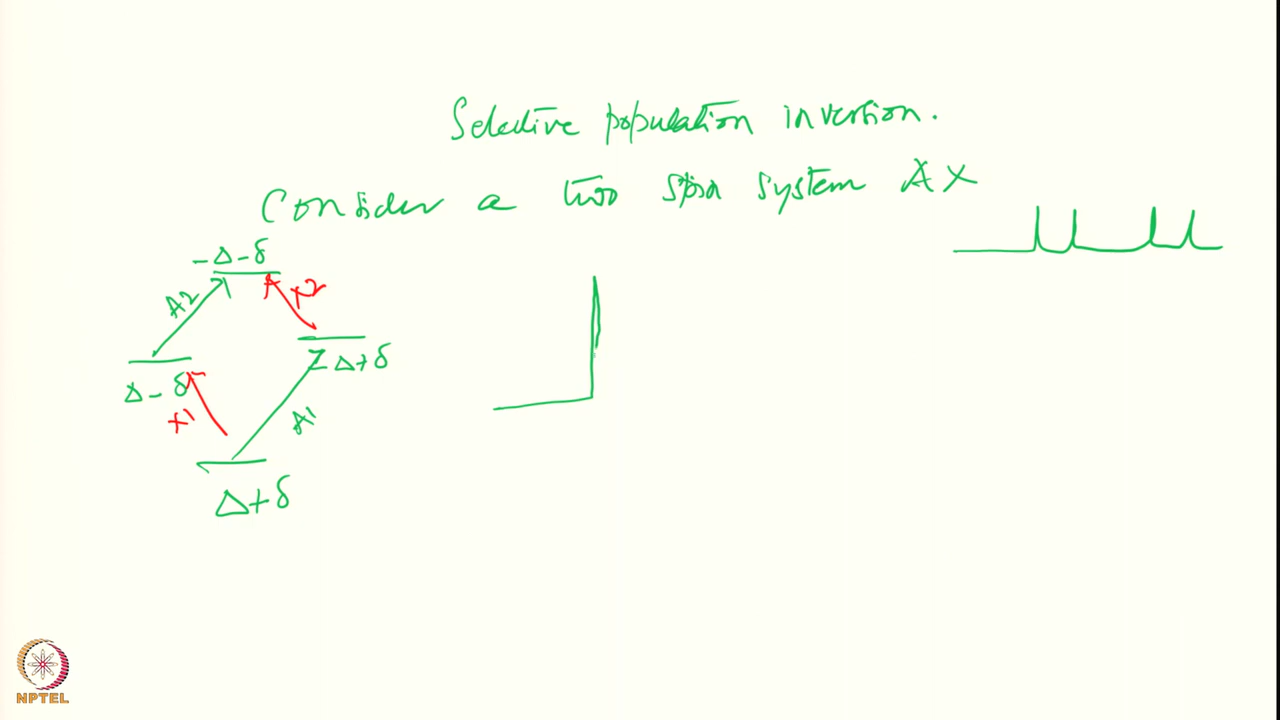 Selective population inversion.
Consider a two spin system AX
-Δ-δ
A2
X2
Δ-δ
Δ+δ
X1
A1
Δ+δ
NPTEL